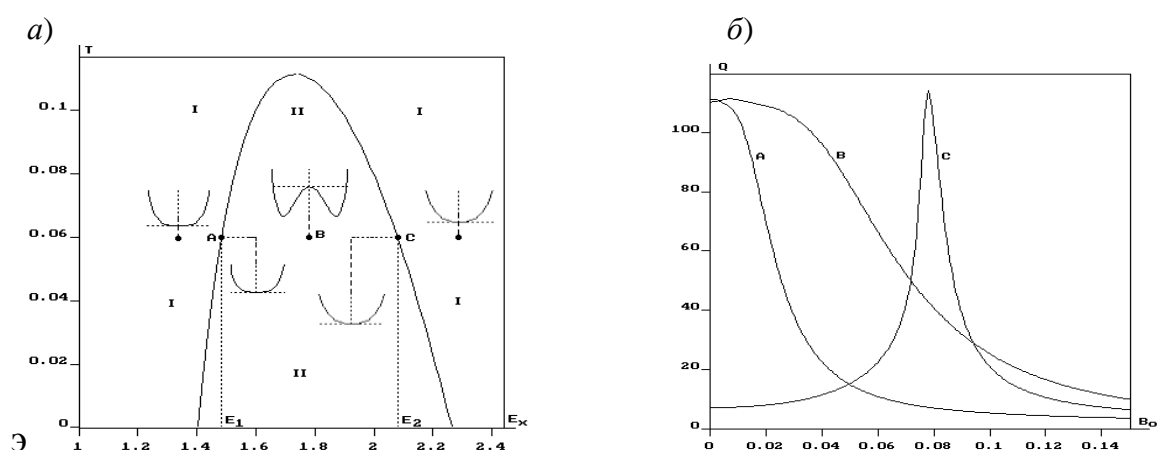 а) б)
T Q
0.1 I II I 100
0.08 A B C
80
0.06 A B C
60
0.04 I I
40
0.02 II
20
0 E1 E2 Ex 0 Bo
Э 1 1.2 1.4 1.6 1.8 2 2.2 2.4 0 0.02 0.04 0.06 0.08 0.1 0.12 0.14